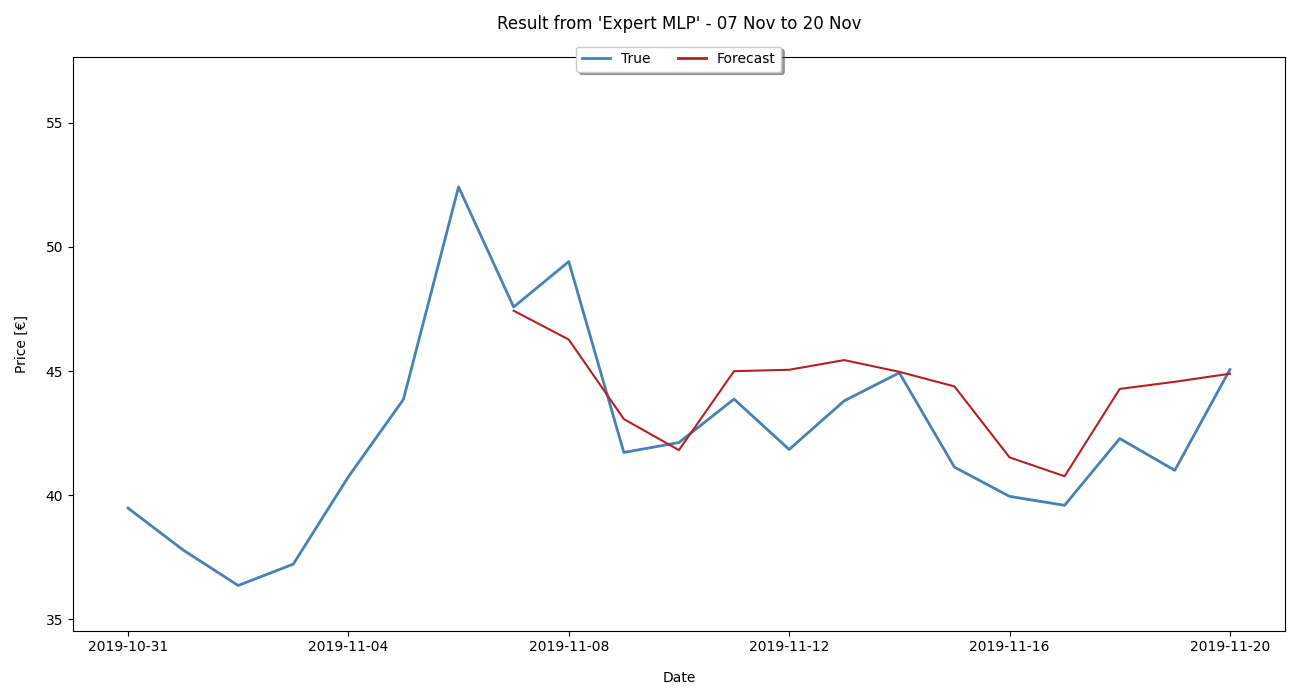 Result from 'Expert MLP' - 07 Nov to 20 Nov
True Forecast
55
50
45
40
35
Price [€]
2019-10-31 2019-11-04 2019-11-08 2019-11-12 2019-11-16 2019-11-20
Date